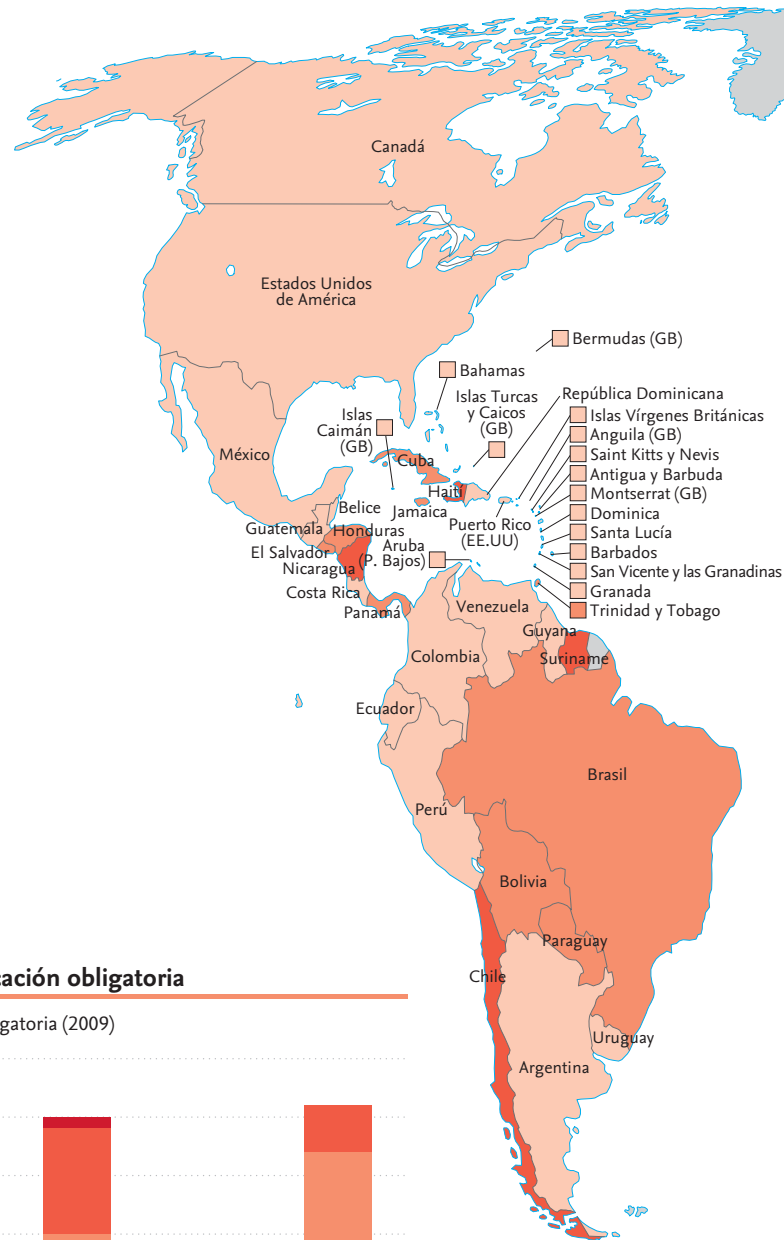 Canadá
Estados Unidos
de América
Bermudas (GB)
Bahamas
República Dominicana
Islas Turcas
y Caicos
(GB)
Islas
Caimán
(GB)
Islas Vírgenes Británicas
Anguila (GB)
México
Cuba
Saint Kitts y Nevis
Antigua y Barbuda
Haití
Montserrat (GB)
Belice
Jamaica
Dominica
Puerto Rico
(EE.UU)
Guatemala
Honduras
Santa Lucía
El Salvador
Aruba
(P. Bajos)
Barbados
Nicaragua
San Vicente y las Granadinas
Costa Rica
Granada
Panamá
Venezuela
Trinidad y Tobago
Guyana
Colombia
Suriname
Ecuador
Brasil
Perú
Bolivia
Paraguay
Chile
Uruguay
Argentina
cación obligatoria
gatoria (2009)